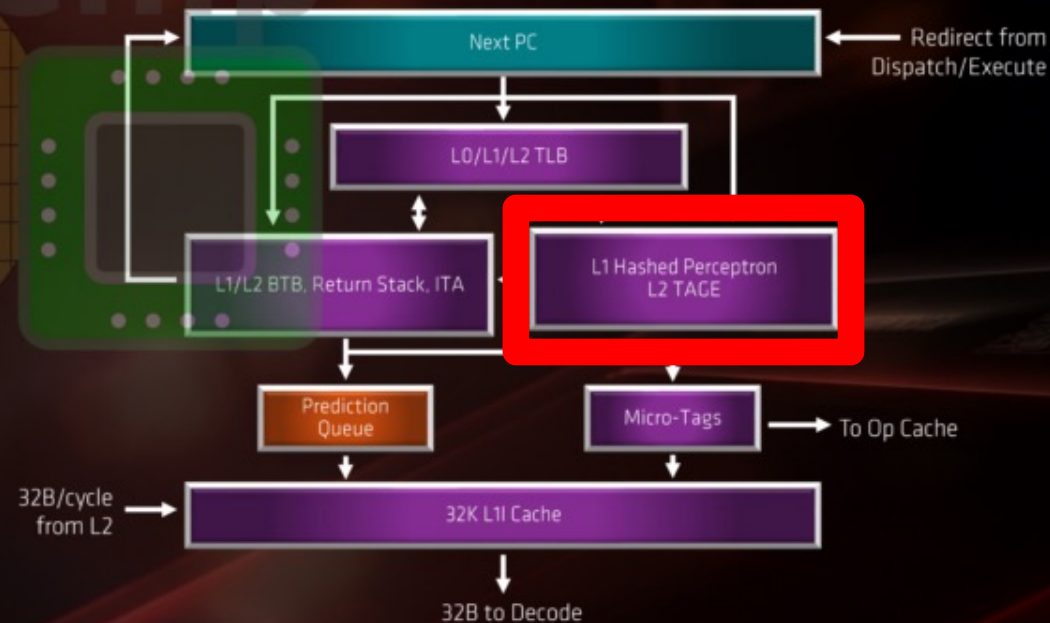 Next PC
Redirect from
Dispatch/Execute
L0/L1/L2 TLB
L1/L2 BTB, Return Stack, ITA
L1 Hashed Perceptron
L2 TAGE
Prediction
Queue
Micro-Tags
To Op Cache
32B/cycle
from L2
32K L1I Cache
32B to Decode